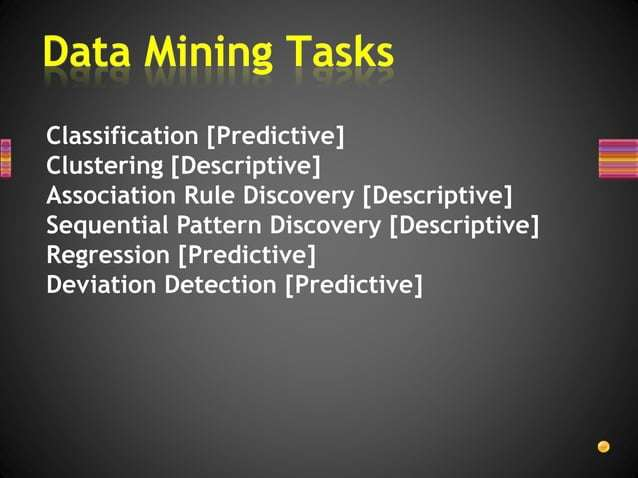 Data Mining Tasks
Classification [Predictive]
Clustering [Descriptive]
Association Rule Discovery [Descriptive]
Sequential Pattern Discovery [Descriptive]
Regression [Predictive]
Deviation Detection [Predictive]